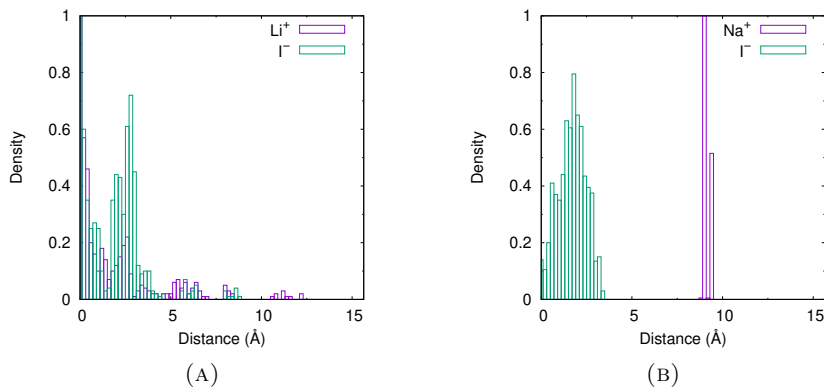 1
0.8
0.6
0.4
0.2
0
0 5 10 15
Density
Distance (Å)
Li⁺
I⁻
(A)
1
0.8
0.6
0.4
0.2
0
0 5 10 15
Density
Distance (Å)
Na⁺
I⁻
(B)